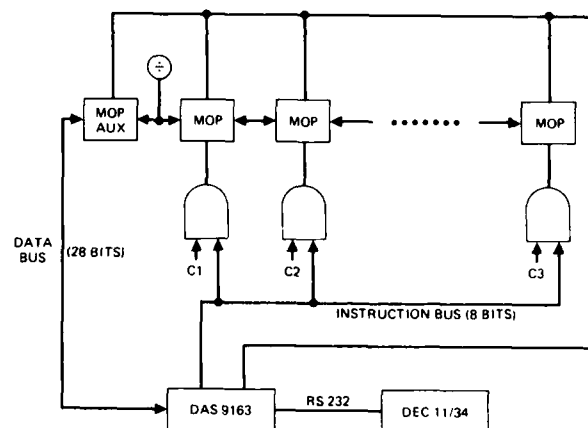 ÷
MOP
AUX
MOP
MOP
MOP
DATA
BUS
(28 BITS)
C1
C2
C3
INSTRUCTION BUS (8 BITS)
DAS 9163
RS 232
DEC 11/34